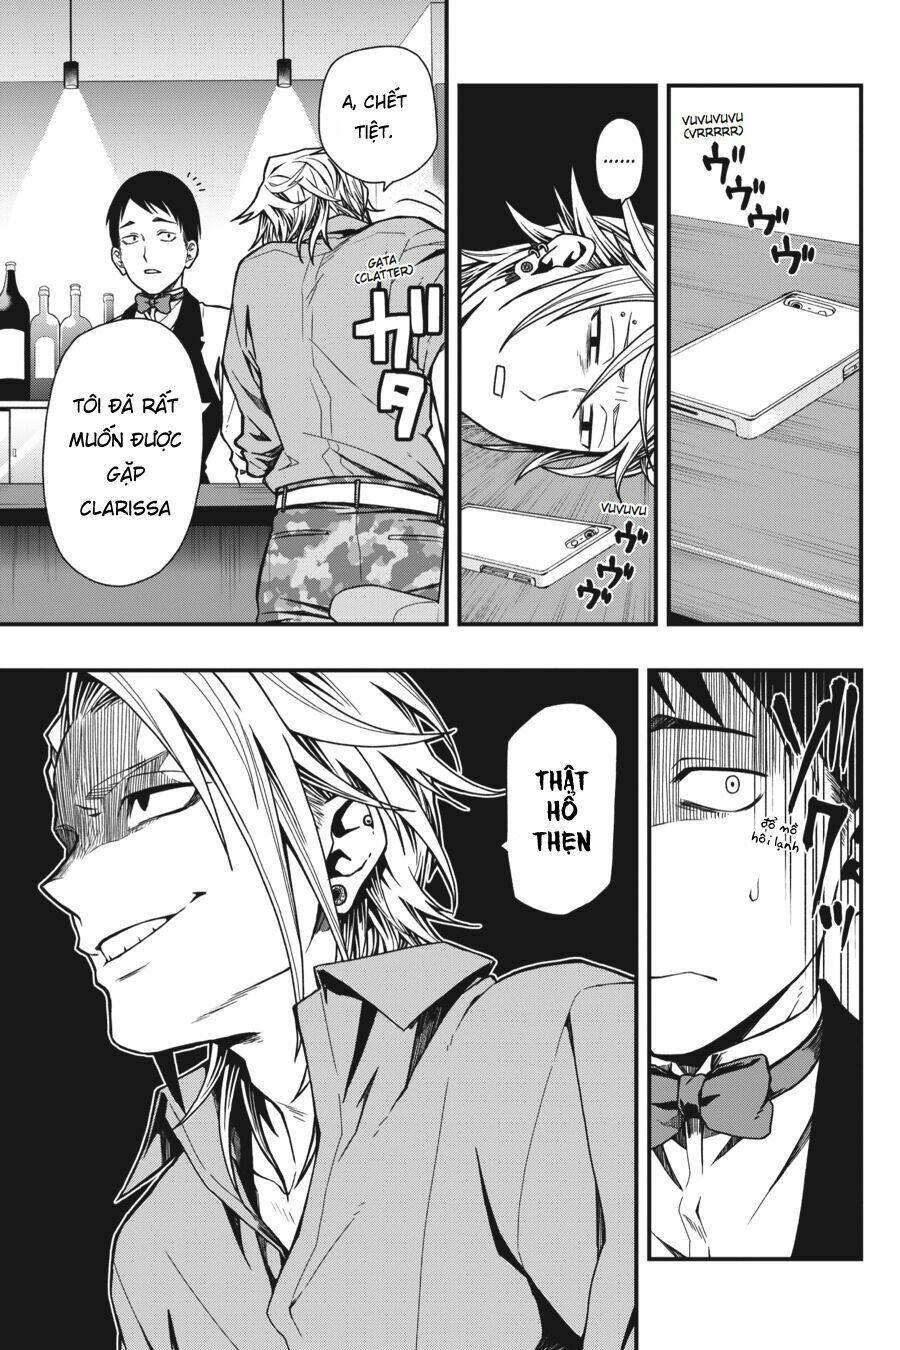 VUVUVUVU
(VRRRRR)
ヴヴヴヴ
......
VUVUVU
ヴヴヴ
A, CHẾT
TIỆT.
GATA
(CLATTER)
ガタ
TÔI ĐÃ RẤT
MUỐN ĐƯỢC
GẶP
CLARISSA
đổ mồ
hôi lạnh
THẬT
HỔ
THẸN